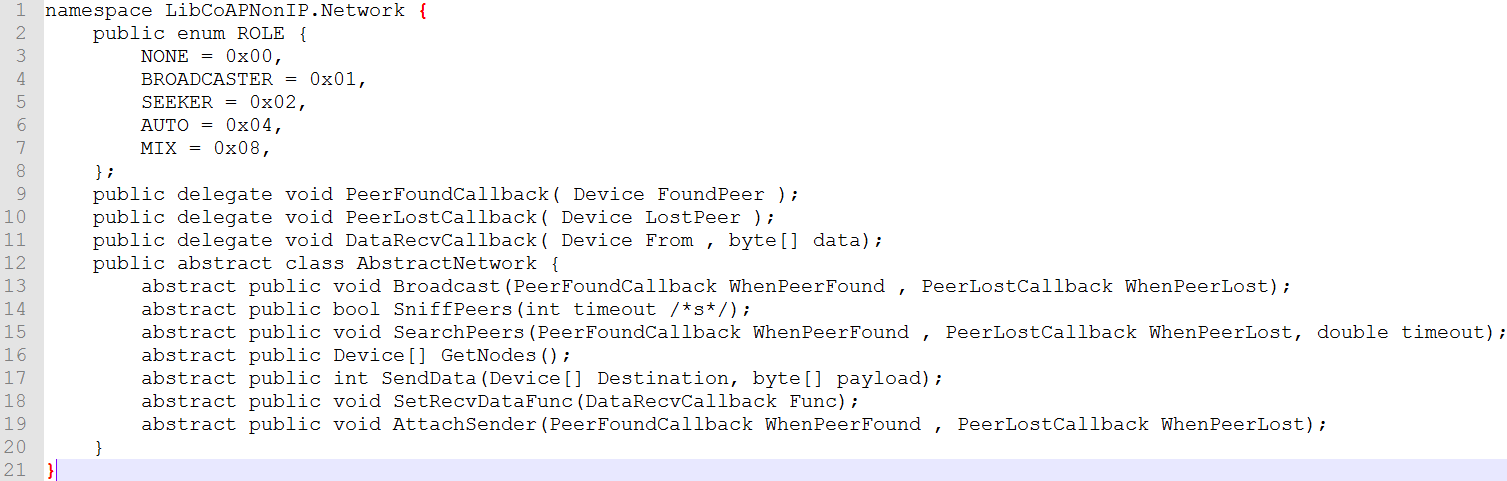 1 namespace LibCoAPNonIP.Network {
2     public enum ROLE {
3         NONE = 0x00,
4         BROADCASTER = 0x01,
5         SEEKER = 0x02,
6         AUTO = 0x04,
7         MIX = 0x08,
8     };
9     public delegate void PeerFoundCallback( Device FoundPeer );
10     public delegate void PeerLostCallback( Device LostPeer );
11     public delegate void DataRecvCallback( Device From , byte[] data);
12     public abstract class AbstractNetwork {
13         abstract public void Broadcast(PeerFoundCallback WhenPeerFound , PeerLostCallback WhenPeerLost);
14         abstract public bool SniffPeers(int timeout /*s*/);
15         abstract public void SearchPeers(PeerFoundCallback WhenPeerFound , PeerLostCallback WhenPeerLost, double timeout);
16         abstract public Device[] GetNodes();
17         abstract public int SendData(Device[] Destination, byte[] payload);
18         abstract public void SetRecvDataFunc(DataRecvCallback Func);
19         abstract public void AttachSender(PeerFoundCallback WhenPeerFound , PeerLostCallback WhenPeerLost);
20     }
21 }